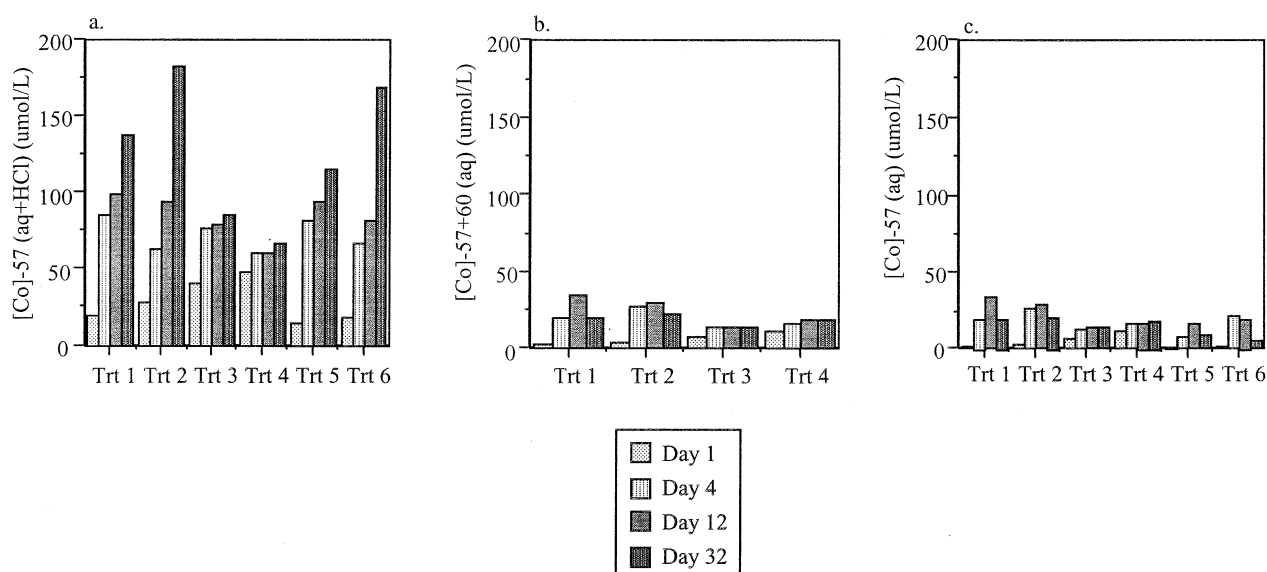 a.
[Co]-57 (aq+HCl) (umol/L)
200
150
100
50
0
Trt 1 Trt 2 Trt 3 Trt 4 Trt 5 Trt 6
b.
[Co]-57+60 (aq) (umol/L)
200
150
100
50
0
Trt 1 Trt 2 Trt 3 Trt 4
c.
[Co]-57 (aq) (umol/L)
200
150
100
50
0
Trt 1 Trt 2 Trt 3 Trt 4 Trt 5 Trt 6
Day 1
Day 4
Day 12
Day 32